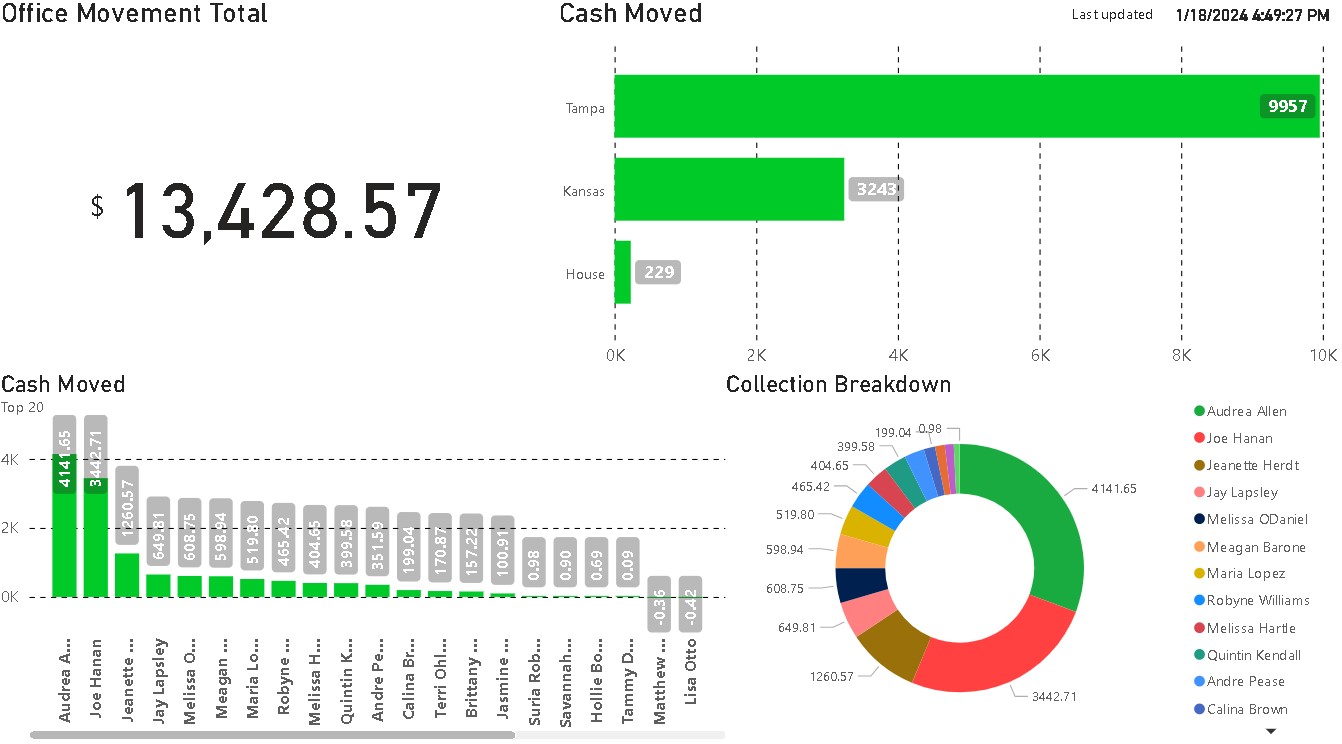 Office Movement Total
$ 13,428.57
Cash Moved
Last updated 1/18/2024 4:49:27 PM
Tampa 9957
Kansas 3243
House 229
0K 2K 4K 6K 8K 10K
Cash Moved
Top 20
4K
2K
0K
4141.65
3442.71
1260.57
649.81
608.75
598.94
519.80
465.42
404.65
399.58
351.59
199.04
170.87
157.22
100.91
0.98
0.90
0.69
0.09
-0.36
-0.42
Audrea A...
Joe Hanan
Jeanette ...
Jay Lapsley
Melissa O...
Meagan ...
Maria Lo...
Robyne ...
Melissa H...
Quintin K...
Andre Pe...
Calina Br...
Terri Ohl...
Brittany ...
Jasmine ...
Suria Rob...
Savannah...
Hollie Bo...
Tammy D...
Matthew ...
Lisa Otto
Collection Breakdown
4141.65
3442.71
1260.57
649.81
608.75
598.94
519.80
465.42
404.65
399.58
199.04
0.98
Audrea Allen
Joe Hanan
Jeanette Herdt
Jay Lapsley
Melissa ODaniel
Meagan Barone
Maria Lopez
Robyne Williams
Melissa Hartle
Quintin Kendall
Andre Pease
Calina Brown